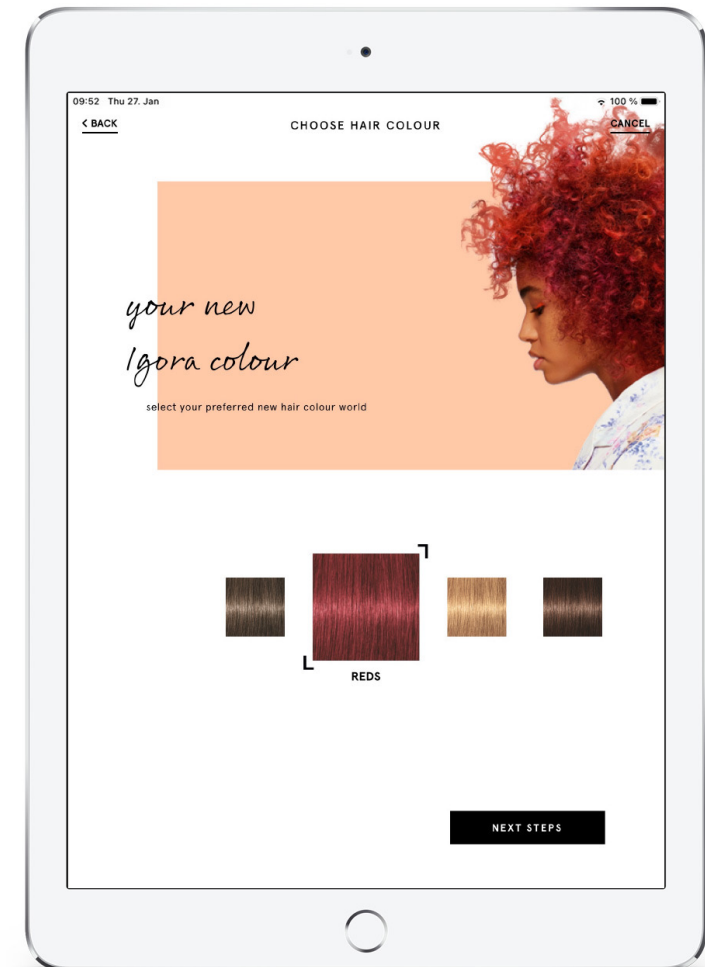 09:52 Thu 27. Jan 100 %
< BACK CHOOSE HAIR COLOUR CANCEL
your new
Igora colour
select your preferred new hair colour world
REDS
NEXT STEPS